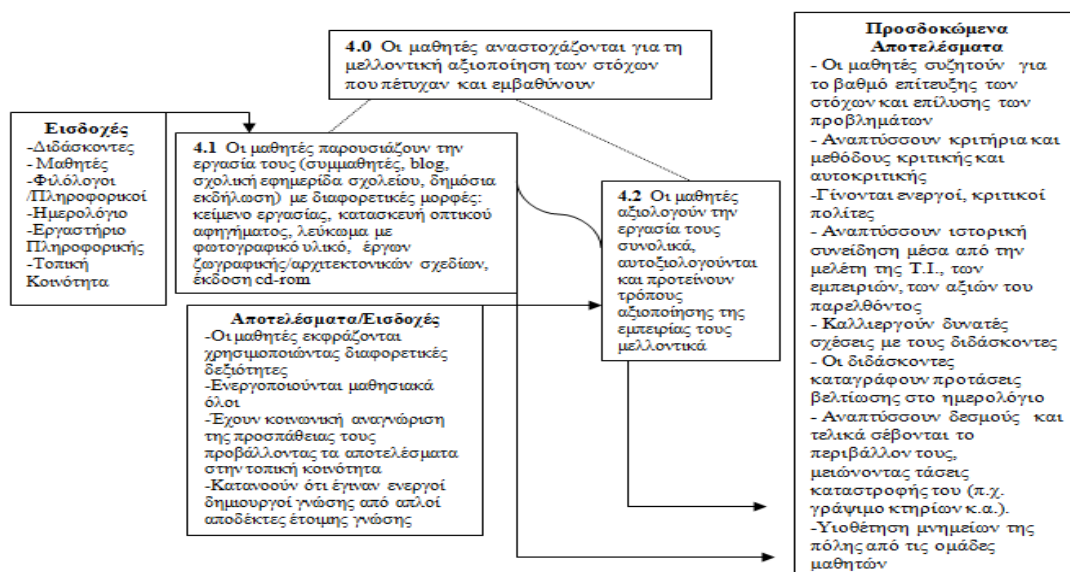 4.0 Οι μαθητές αναστοχάζονται για τη
μελλοντική αξιοποίηση των στόχων
που πέτυχαν και εμβαθύνουν
Εισδοχές
-Διδάσκοντες
- Μαθητές
-Φιλόλογοι
/Πληροφορικοί
-Ημερολόγιο
-Εργαστήριο
Πληροφορικής
-Τοπική
Κοινότητα
4.1 Οι μαθητές παρουσιάζουν την
εργασία τους (συμμαθητές, blog,
σχολική εφημερίδα σχολείου, δημόσια
εκδήλωση) με διαφορετικές μορφές:
κείμενο εργασίας, κατασκευή οπτικού
αφηγήματος, λεύκωμα με
φωτογραφικό υλικό, έργων
ζωγραφικής/αρχιτεκτονικών σχεδίων,
έκδοση cd-rom
4.2 Οι μαθητές
αξιολογούν την
εργασία τους
συνολικά,
αυτοξιολογούνται
και προτείνουν
τρόπους
αξιοποίησης της
εμπειρίας τους
μελλοντικά
Αποτελέσματα/Εισδοχές
-Οι μαθητές εκφράζονται
χρησιμοποιώντας διαφορετικές
δεξιότητες
-Ενεργοποιούνται μαθησιακά
όλοι
-Έχουν κοινωνική αναγνώριση
της προσπάθειας τους
προβάλλοντας τα αποτελέσματα
στην τοπική κοινότητα
-Κατανοούν ότι έγιναν ενεργοί
δημιουργοί γνώσης από απλοί
αποδέκτες έτοιμης γνώσης
Προσδοκώμενα
Αποτελέσματα
- Οι μαθητές συζητούν για
το βαθμό επίτευξης των
στόχων και επίλυσης των
προβλημάτων
- Αναπτύσσουν κριτήρια και
μεθόδους κριτικής και
αυτοκριτικής
-Γίνονται ενεργοί, κριτικοί
πολίτες
- Αναπτύσσουν ιστορική
συνείδηση μέσα από την
μελέτη της Τ.Ι., των
εμπειριών, των αξιών του
παρελθόντος
- Καλλιεργούν δυνατές
σχέσεις με τους διδάσκοντες
- Οι διδάσκοντες
καταγράφουν προτάσεις
βελτίωσης στο ημερολόγιο
- Αναπτύσσουν δεσμούς και
τελικά σέβονται το
περιβάλλον τους,
μειώνοντας τάσεις
καταστροφής του (π.χ.
γράψιμο κτηρίων κ.α.).
-Υιοθέτηση μνημείων της
πόλης από τις ομάδες
μαθητών